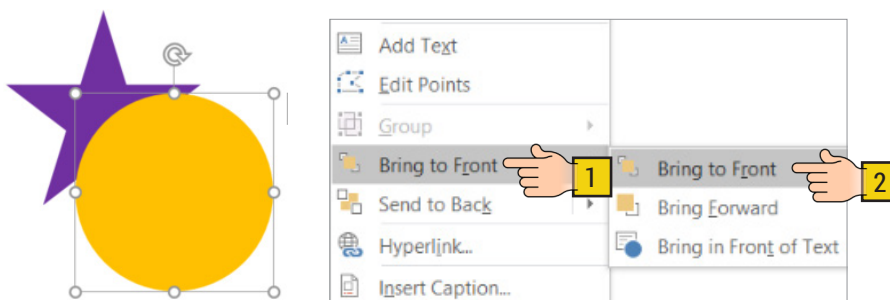 Add Text
Edit Points
Group
Bring to Front
1
Bring to Front
2
Send to Back
Bring Forward
Hyperlink...
Bring in Front of Text
Insert Caption...